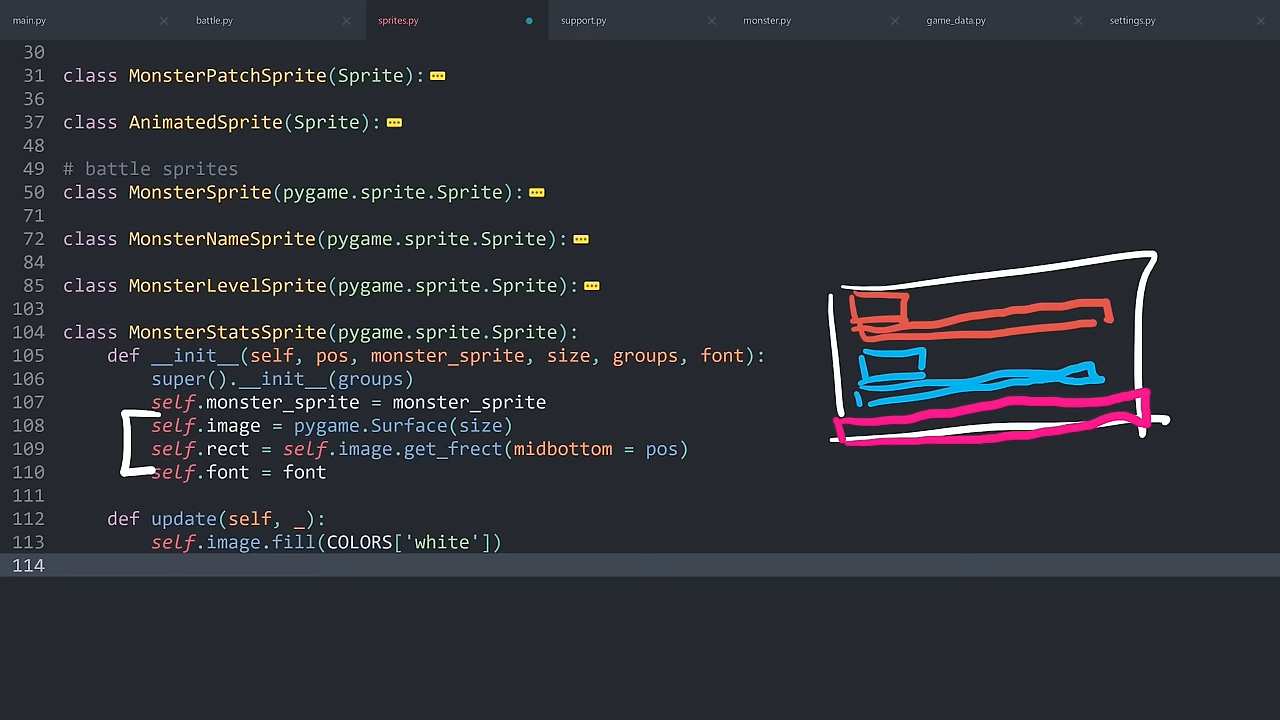 main.py battle.py sprites.py support.py monster.py game_data.py settings.py
30
31 class MonsterPatchSprite(Sprite):
36
37 class AnimatedSprite(Sprite):
48
49 # battle sprites
50 class MonsterSprite(pygame.sprite.Sprite):
71
72 class MonsterNameSprite(pygame.sprite.Sprite):
84
85 class MonsterLevelSprite(pygame.sprite.Sprite):
103
104 class MonsterStatsSprite(pygame.sprite.Sprite):
105     def __init__(self, pos, monster_sprite, size, groups, font):
106         super().__init__(groups)
107         self.monster_sprite = monster_sprite
108         self.image = pygame.Surface(size)
109         self.rect = self.image.get_frect(midbottom = pos)
110         self.font = font
111
112     def update(self, _):
113         self.image.fill(COLORS['white'])
114